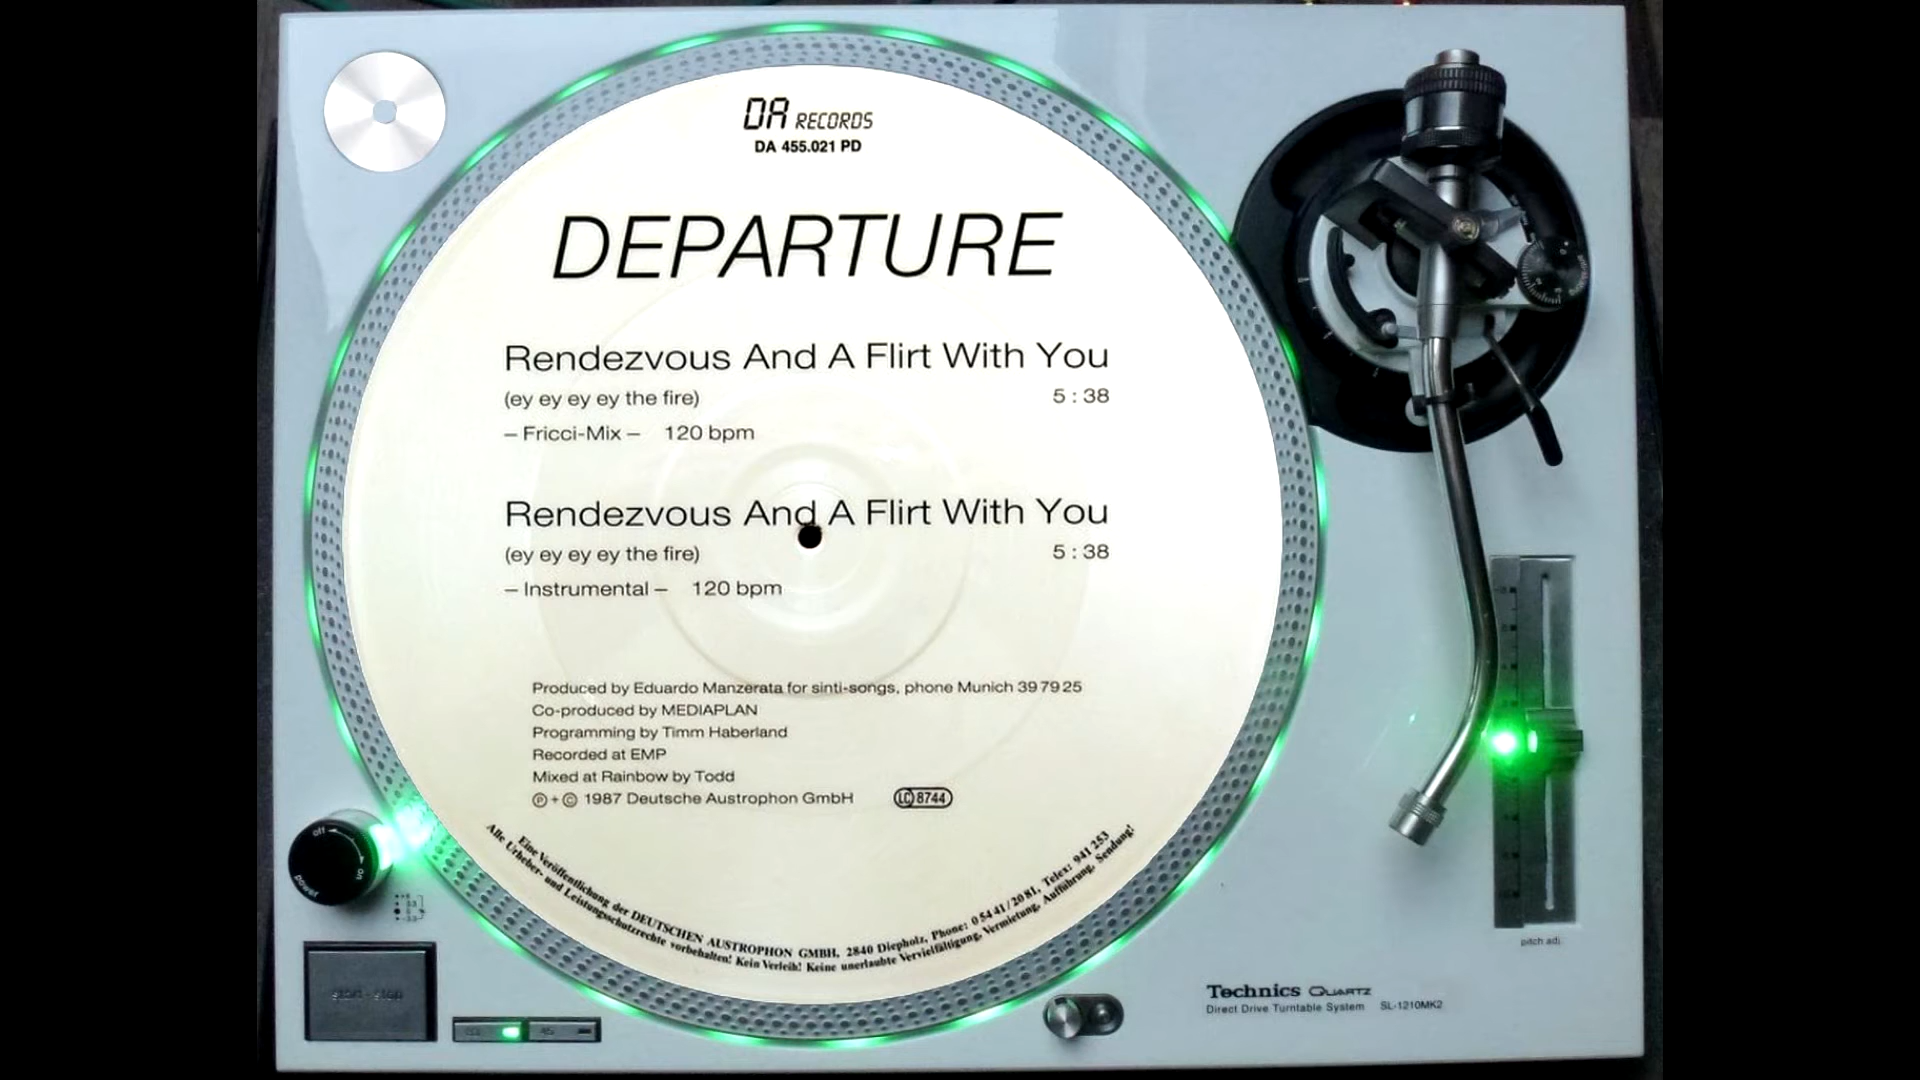 DA RECORDS
DA 455.021 PD
DEPARTURE
Rendezvous And A Flirt With You
(ey ey ey ey the fire) 5 : 38
– Fricci-Mix – 120 bpm
Rendezvous And A Flirt With You
(ey ey ey ey the fire) 5 : 38
– Instrumental – 120 bpm
Produced by Eduardo Manzerata for sinti-songs, phone Munich 39 79 25
Co-produced by MEDIAPLAN
Programming by Timm Haberland
Recorded at EMP
Mixed at Rainbow by Todd
Ⓟ + © 1987 Deutsche Austrophon GmbH LC 8744
Eine Veröffentlichung der DEUTSCHEN AUSTROPHON GMBH, 2840 Diepholz, Phone: 0 54 41 / 20 81, Telex: 941 253
Alle Urheber- und Leistungsschutzrechte vorbehalten! Kein Verleih! Keine unerlaubte Vervielfältigung, Vermietung, Aufführung, Sendung!
off
on
power
start · stop
45
pitch adj.
Technics QUARTZ
Direct Drive Turntable System SL-1210MK2